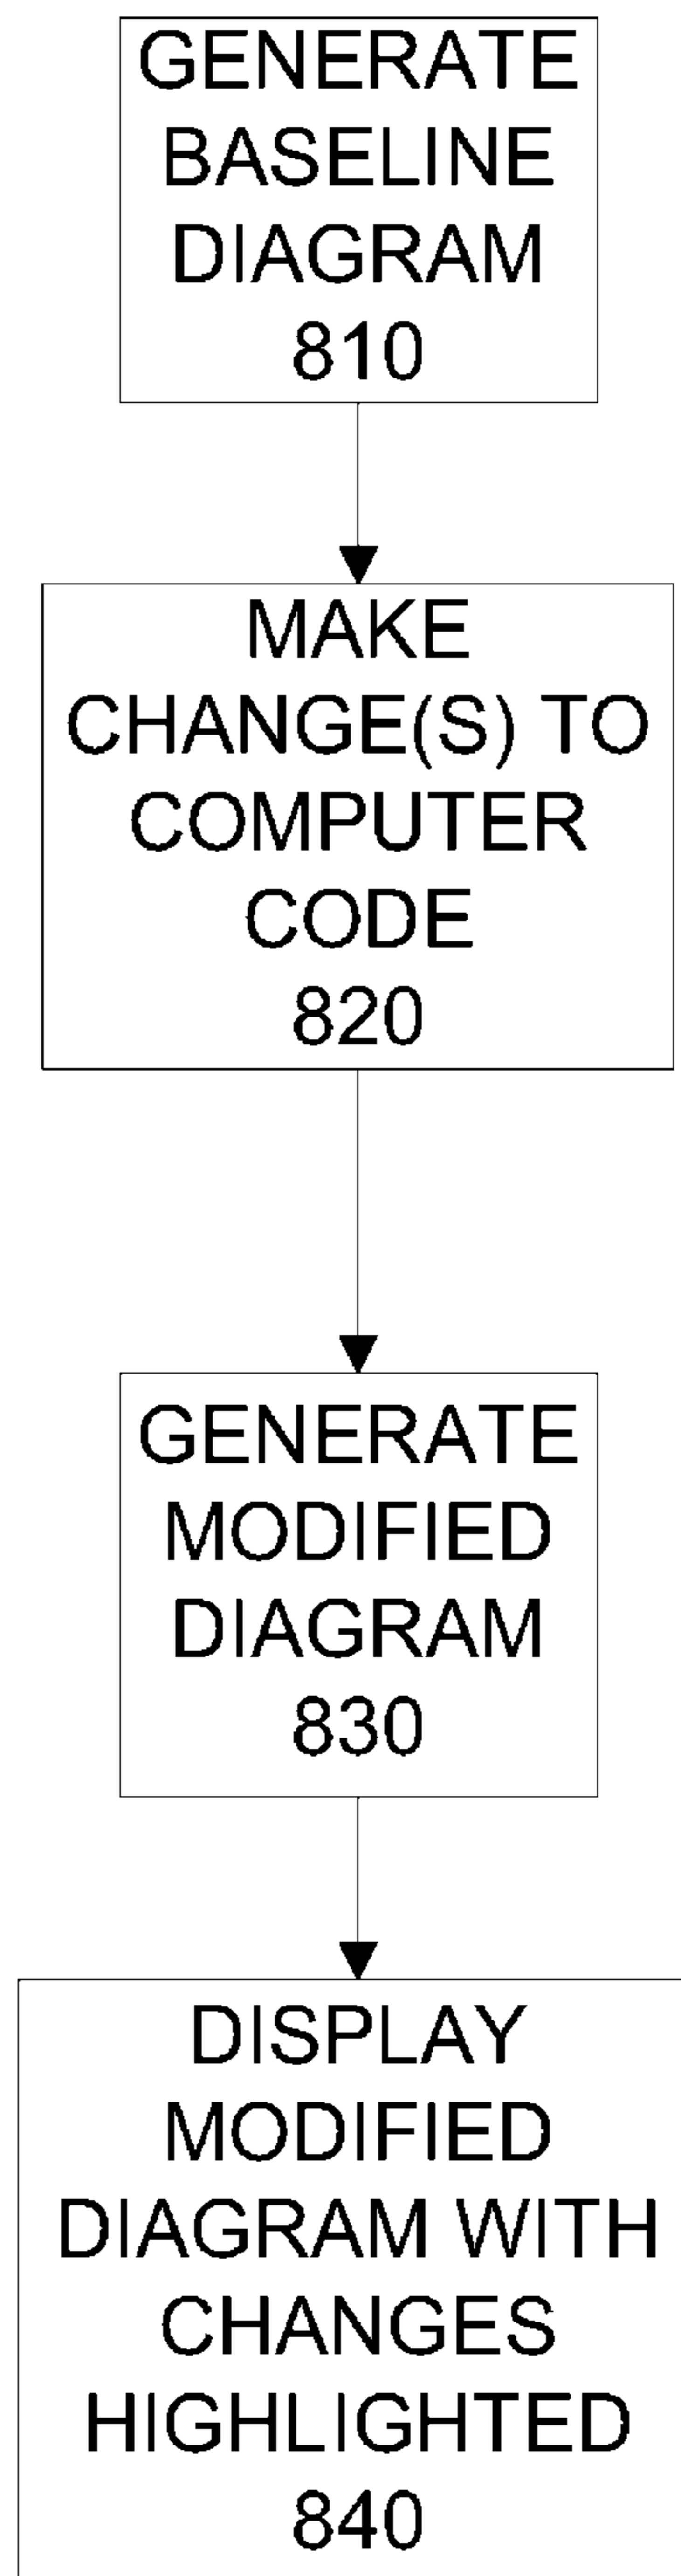 GENERATE
BASELINE
DIAGRAM
810
MAKE
CHANGE(S) TO
COMPUTER
CODE
820
GENERATE
MODIFIED
DIAGRAM
830
DISPLAY
MODIFIED
DIAGRAM WITH
CHANGES
HIGHLIGHTED
840